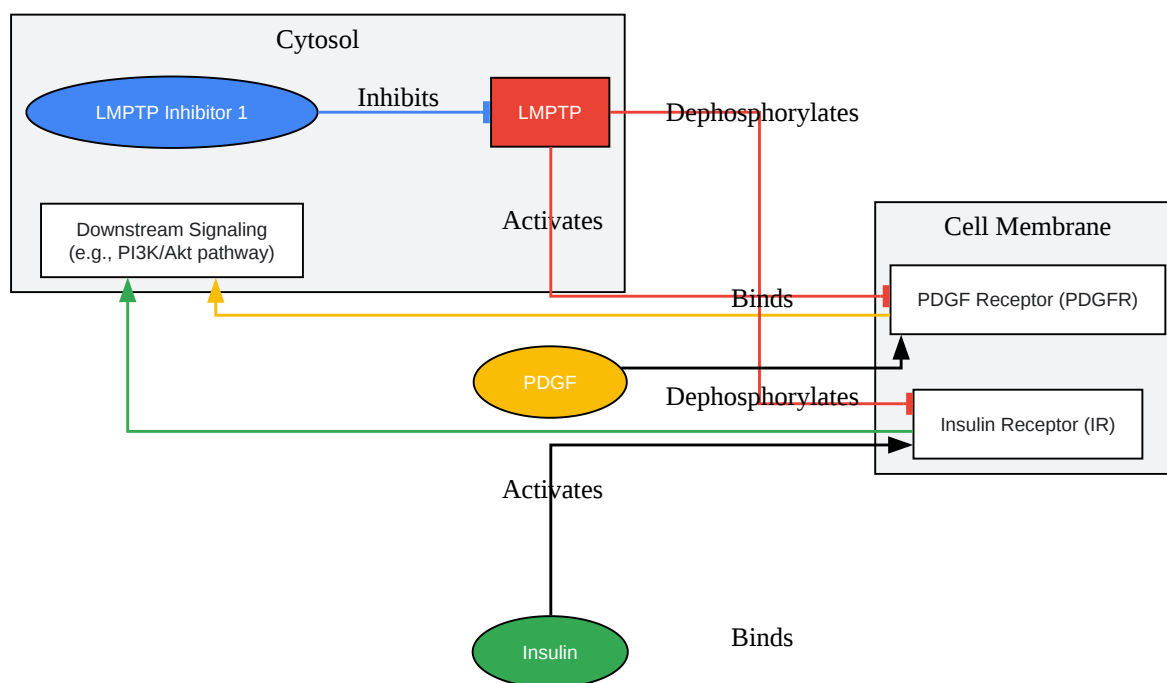 Cytosol
LMPTP Inhibitor 1
Inhibits
LMPTP
Dephosphorylates
Downstream Signaling
(e.g., PI3K/Akt pathway)
Activates
Cell Membrane
Binds
PDGF Receptor (PDGFR)
PDGF
Dephosphorylates
Insulin Receptor (IR)
Activates
Insulin
Binds